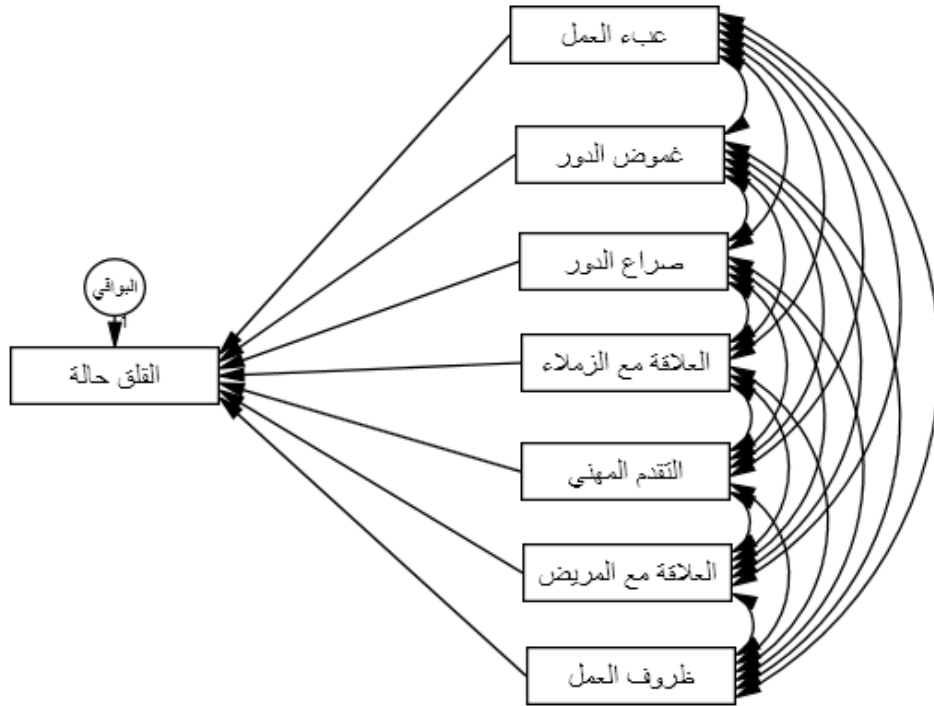 عبء العمل
غموض الدور
صراع الدور
البواقي
1
القلق حالة
العلاقة مع الزملاء
التقدم المهني
العلاقة مع المريض
ظروف العمل